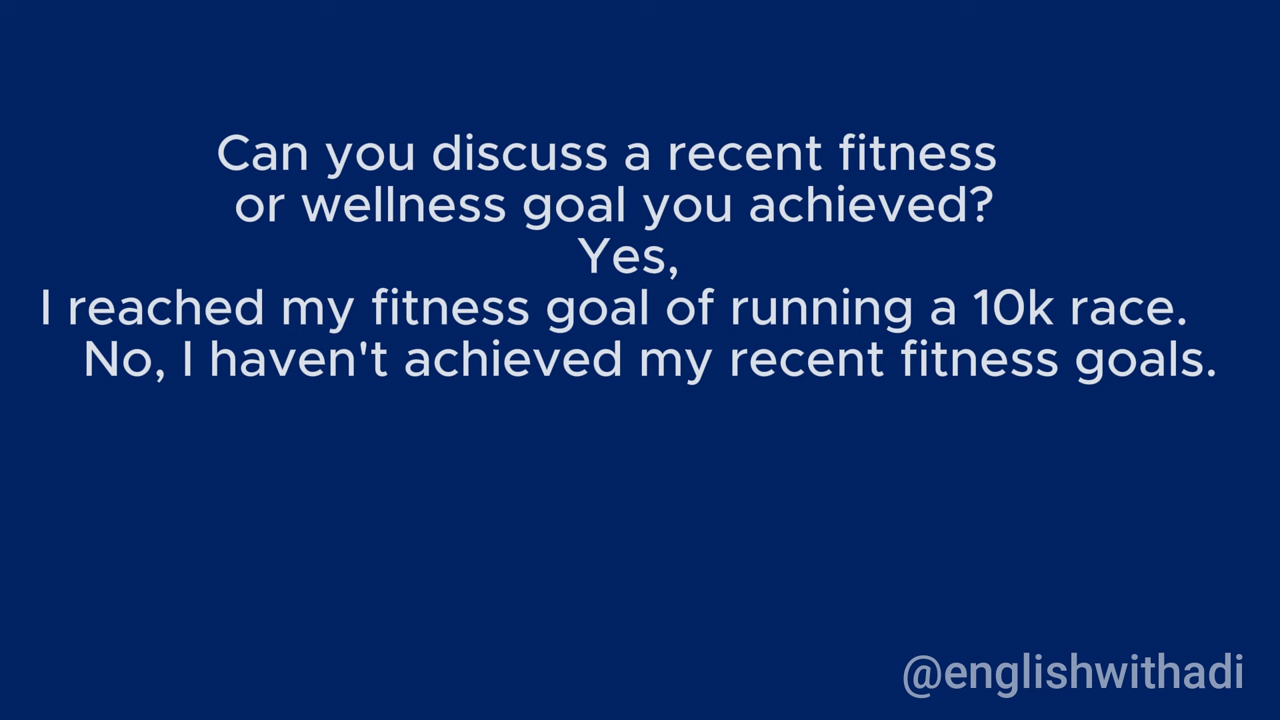 Can you discuss a recent fitness
or wellness goal you achieved?
Yes,
I reached my fitness goal of running a 10k race.
No, I haven't achieved my recent fitness goals.
@englishwithadi